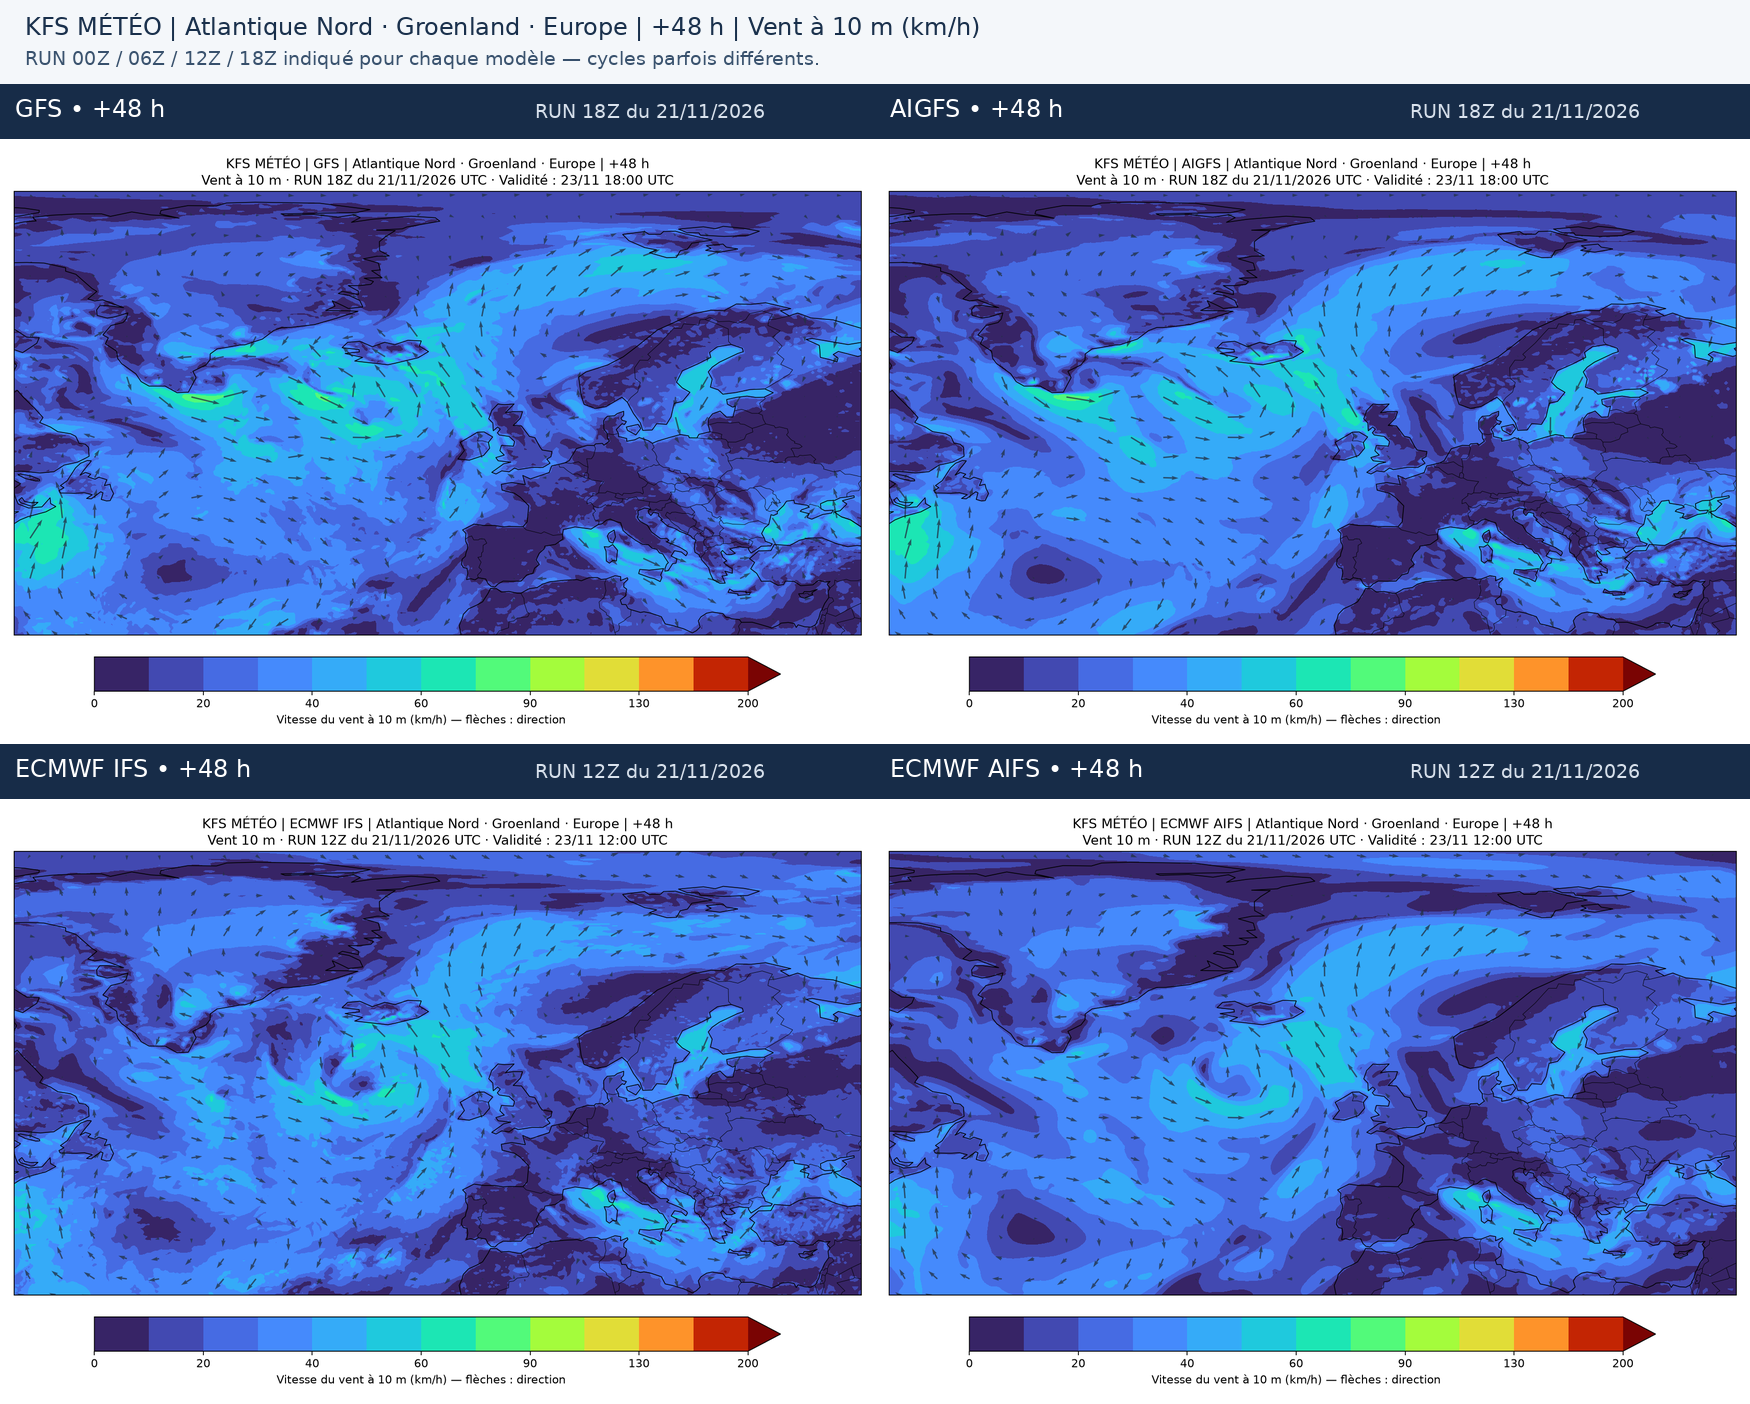 KFS MÉTÉO | Atlantique Nord · Groenland · Europe | +48 h | Vent à 10 m (km/h)
RUN 00Z / 06Z / 12Z / 18Z indiqué pour chaque modèle — cycles parfois différents.
GFS • +48 h
RUN 18Z du 21/11/2026
KFS MÉTÉO | GFS | Atlantique Nord · Groenland · Europe | +48 h
Vent à 10 m · RUN 18Z du 21/11/2026 UTC · Validité : 23/11 18:00 UTC
0 20 40 60 90 130 200
Vitesse du vent à 10 m (km/h) — flèches : direction
AIGFS • +48 h
RUN 18Z du 21/11/2026
KFS MÉTÉO | AIGFS | Atlantique Nord · Groenland · Europe | +48 h
Vent à 10 m · RUN 18Z du 21/11/2026 UTC · Validité : 23/11 18:00 UTC
0 20 40 60 90 130 200
Vitesse du vent à 10 m (km/h) — flèches : direction
ECMWF IFS • +48 h
RUN 12Z du 21/11/2026
KFS MÉTÉO | ECMWF IFS | Atlantique Nord · Groenland · Europe | +48 h
Vent 10 m · RUN 12Z du 21/11/2026 UTC · Validité : 23/11 12:00 UTC
0 20 40 60 90 130 200
Vitesse du vent à 10 m (km/h) — flèches : direction
ECMWF AIFS • +48 h
RUN 12Z du 21/11/2026
KFS MÉTÉO | ECMWF AIFS | Atlantique Nord · Groenland · Europe | +48 h
Vent 10 m · RUN 12Z du 21/11/2026 UTC · Validité : 23/11 12:00 UTC
0 20 40 60 90 130 200
Vitesse du vent à 10 m (km/h) — flèches : direction